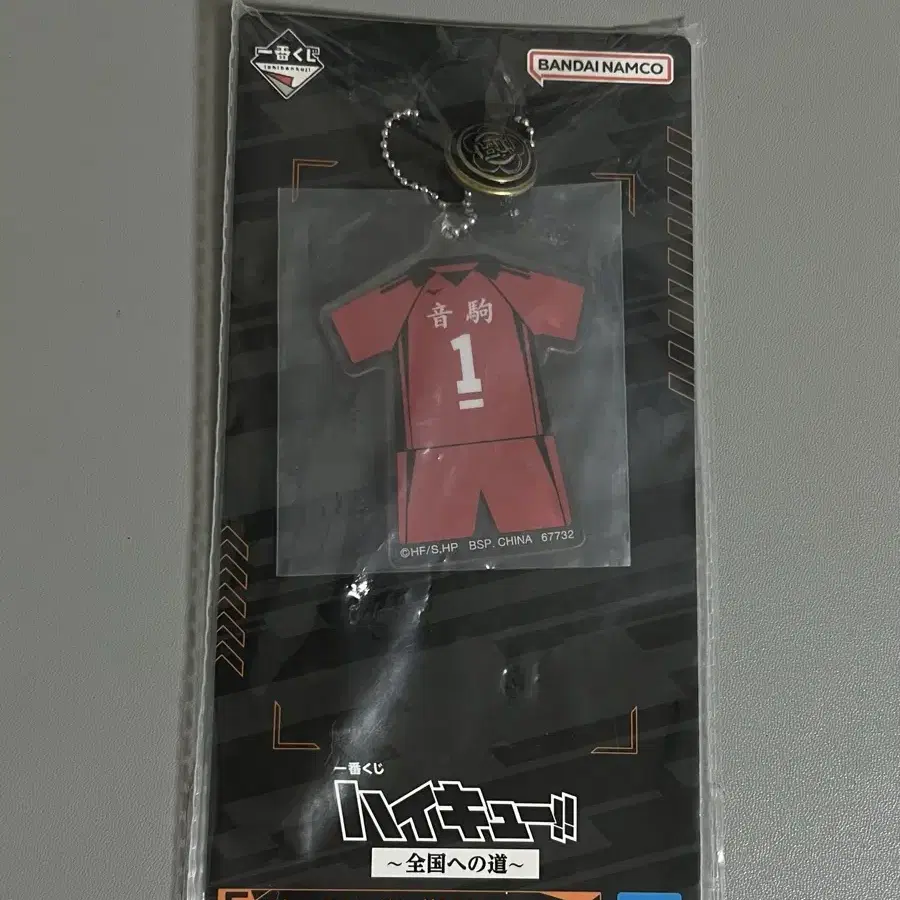 一番くじ
ichibankuji
BANDAI NAMCO
音駒
1
©HF/S.HP BSP. CHINA 67732
一番くじ
ハイキュー!!
～全国への道～